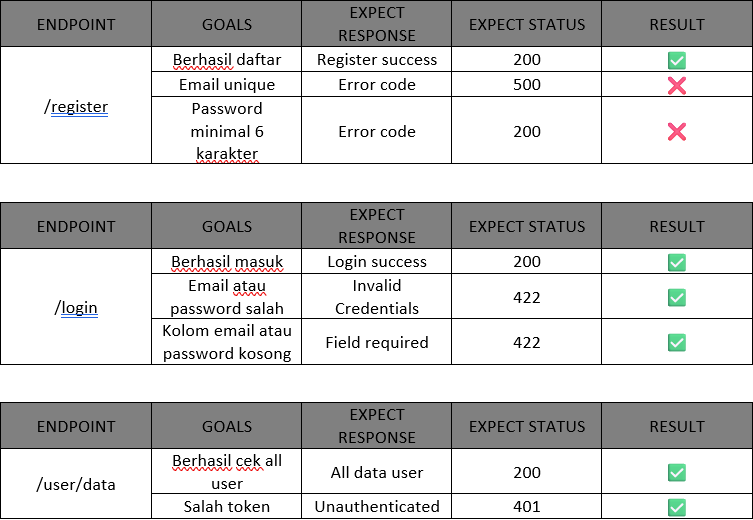 ENDPOINT GOALS EXPECT RESPONSE EXPECT STATUS RESULT
/register Berhasil daftar Register success 200 ✅
Email unique Error code 500 ❌
Password minimal 6 karakter Error code 200 ❌
ENDPOINT GOALS EXPECT RESPONSE EXPECT STATUS RESULT
/login Berhasil masuk Login success 200 ✅
Email atau password salah Invalid Credentials 422 ✅
Kolom email atau password kosong Field required 422 ✅
ENDPOINT GOALS EXPECT RESPONSE EXPECT STATUS RESULT
/user/data Berhasil cek all user All data user 200 ✅
Salah token Unauthenticated 401 ✅